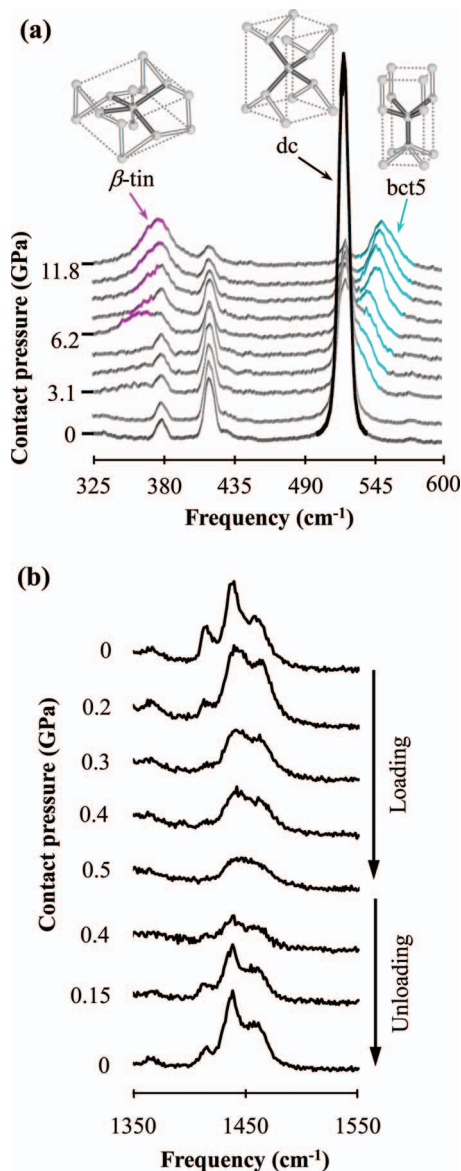 (a)
β-tin
dc
bct5
Contact pressure (GPa)
11.8
6.2
3.1
0
325 380 435 490 545 600
Frequency (cm⁻¹)
(b)
Contact pressure (GPa)
0
0.2
0.3
0.4
0.5
0.4
0.15
0
Loading
Unloading
1350 1450 1550
Frequency (cm⁻¹)